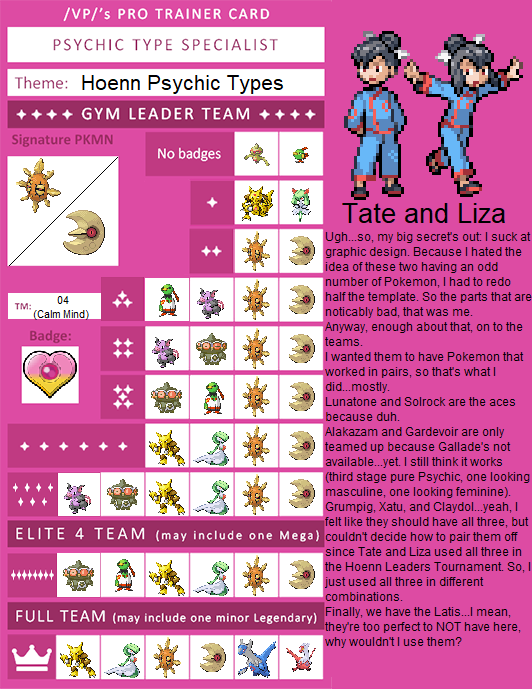 /VP/'s PRO TRAINER CARD
PSYCHIC TYPE SPECIALIST
Theme: Hoenn Psychic Types
GYM LEADER TEAM
Signature PKMN
No badges
TM: 04
(Calm Mind)
Badge:
ELITE 4 TEAM (may include one Mega)
FULL TEAM (may include one minor Legendary)
Tate and Liza
Ugh...so, my big secret's out: I suck at
graphic design. Because I hated the
idea of these two having an odd
number of Pokemon, I had to redo
half the template. So the parts that are
noticably bad, that was me.
Anyway, enough about that, on to the
teams.
I wanted them to have Pokemon that
worked in pairs, so that's what I
did...mostly.
Lunatone and Solrock are the aces
because duh.
Alakazam and Gardevoir are only
teamed up because Gallade's not
available...yet. I still think it works
(third stage pure Psychic, one looking
masculine, one looking feminine).
Grumpig, Xatu, and Claydol...yeah, I
felt like they should have all three, but
couldn't decide how to pair them off
since Tate and Liza used all three in
the Hoenn Leaders Tournament. So, I
just used all three in different
combinations.
Finally, we have the Latis...I mean,
they're too perfect to NOT have here,
why wouldn't I use them?